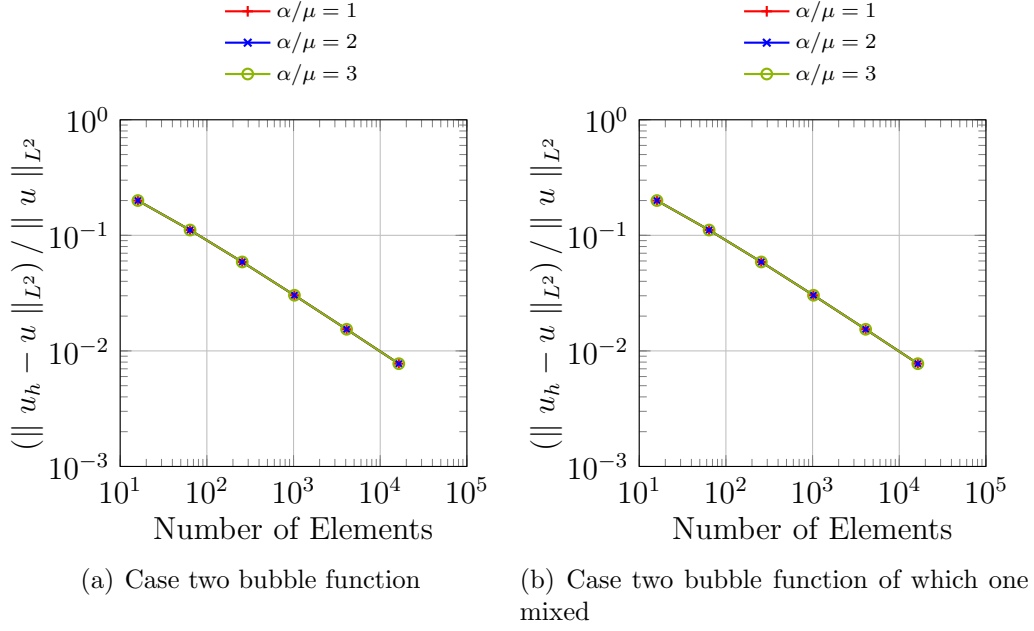 α/μ = 1
α/μ = 2
α/μ = 3
10^0
10^−1
10^−2
10^−3
10^1 10^2 10^3 10^4 10^5
Number of Elements
(∥ u_h − u ∥_{L^2}) / ∥ u ∥_{L^2}
(a) Case two bubble function
α/μ = 1
α/μ = 2
α/μ = 3
10^0
10^−1
10^−2
10^−3
10^1 10^2 10^3 10^4 10^5
Number of Elements
(∥ u_h − u ∥_{L^2}) / ∥ u ∥_{L^2}
(b) Case two bubble function of which one
mixed